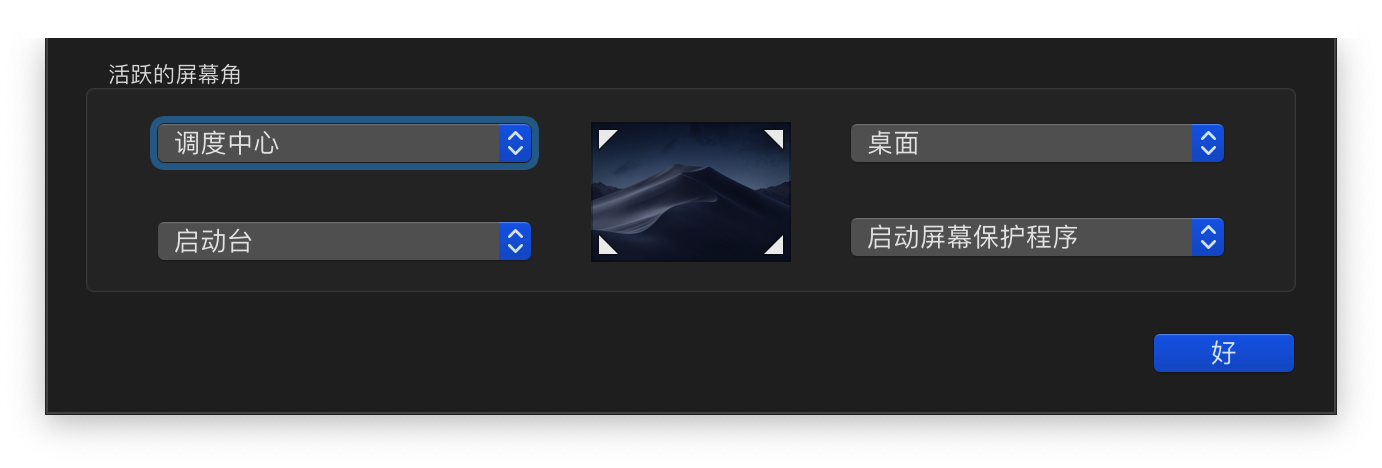 活跃的屏幕角
调度中心
桌面
启动台
启动屏幕保护程序
好